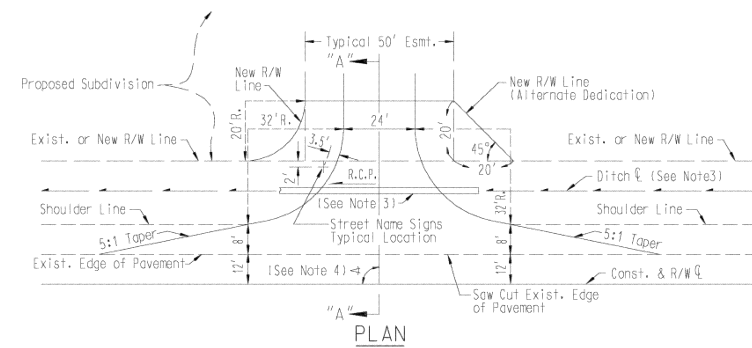 Typical 50' Esmt.
"A"
Proposed Subdivision
New R/W
Line
New R/W Line
(Alternate Dedication)
20'R.
32'R.
24'
20'
45°
20'
Exist. or New R/W Line
Exist. or New R/W Line
3.5'
2'
R.C.P.
Ditch ℄ (See Note3)
(See Note 3)
Shoulder Line
Shoulder Line
32'R.
Street Name Signs
Typical Location
5:1 Taper
8'
8'
5:1 Taper
Exist. Edge of Pavement
12'
(See Note 4)
12'
Const. & R/W ℄
Saw Cut Exist. Edge
of Pavement
"A"
PLAN